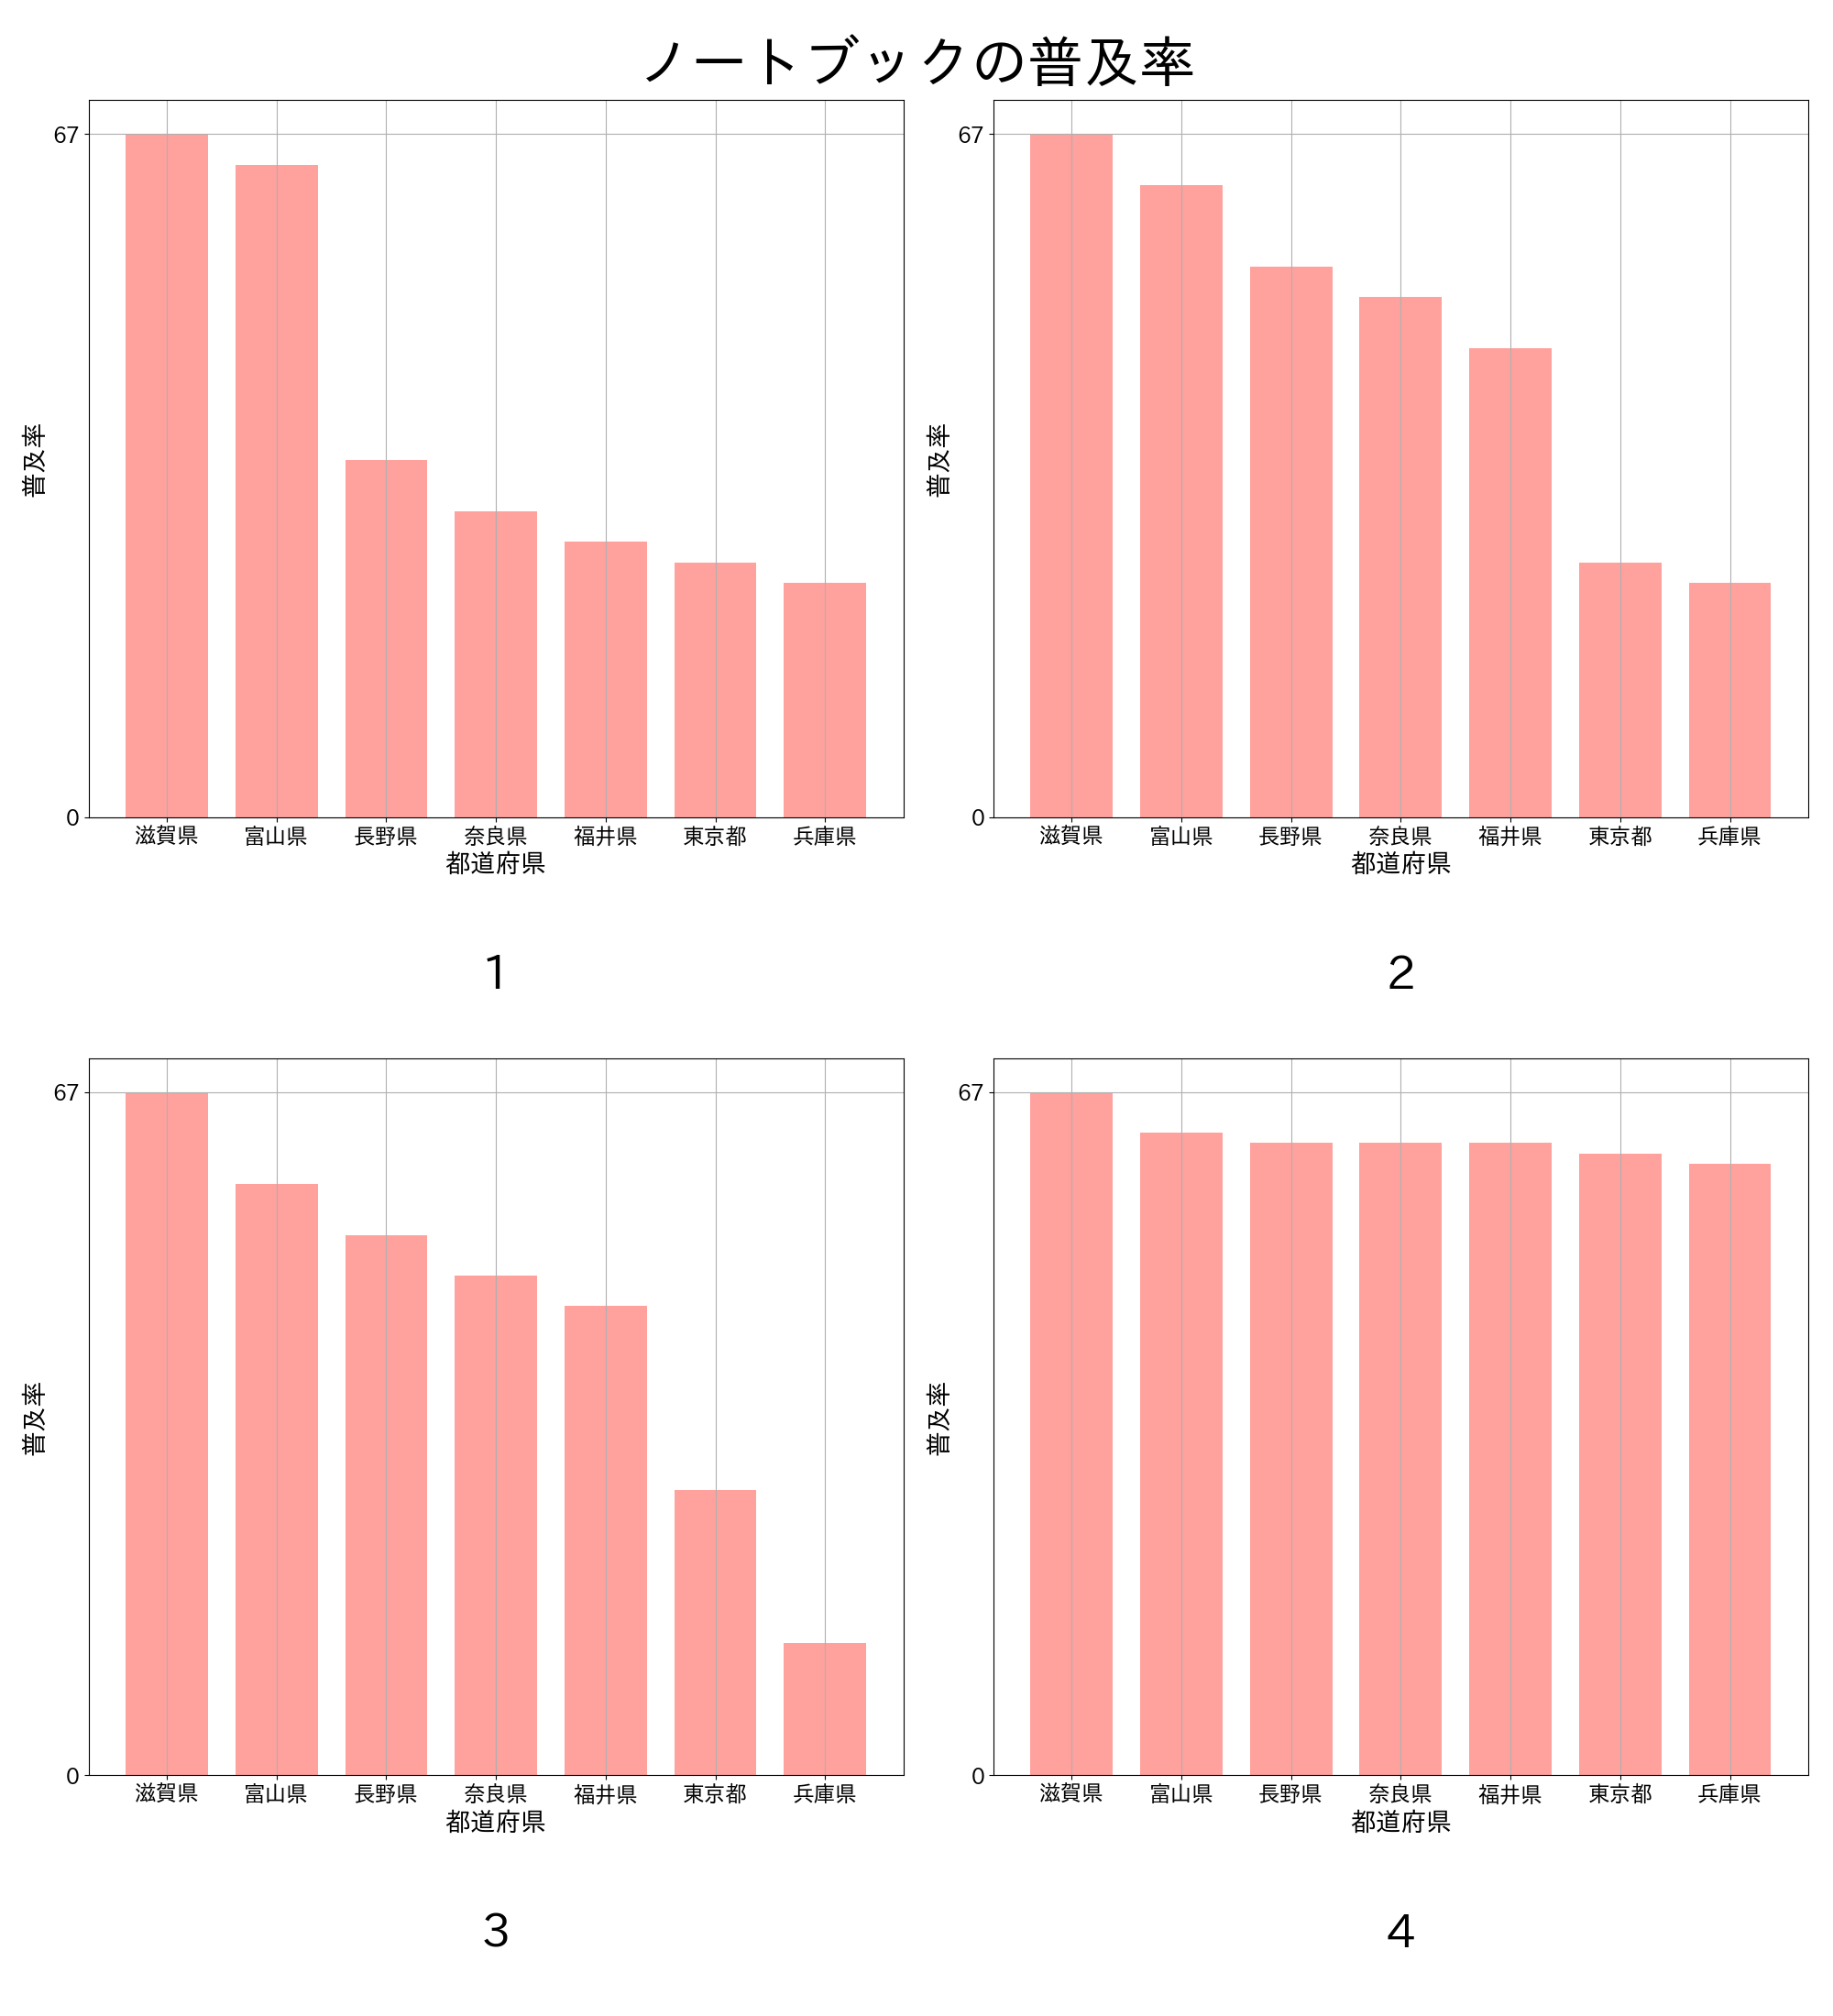 ノートブックの普及率
67
0
普及率
滋賀県 富山県 長野県 奈良県 福井県 東京都 兵庫県
都道府県
1
67
0
普及率
滋賀県 富山県 長野県 奈良県 福井県 東京都 兵庫県
都道府県
2
67
0
普及率
滋賀県 富山県 長野県 奈良県 福井県 東京都 兵庫県
都道府県
3
67
0
普及率
滋賀県 富山県 長野県 奈良県 福井県 東京都 兵庫県
都道府県
4